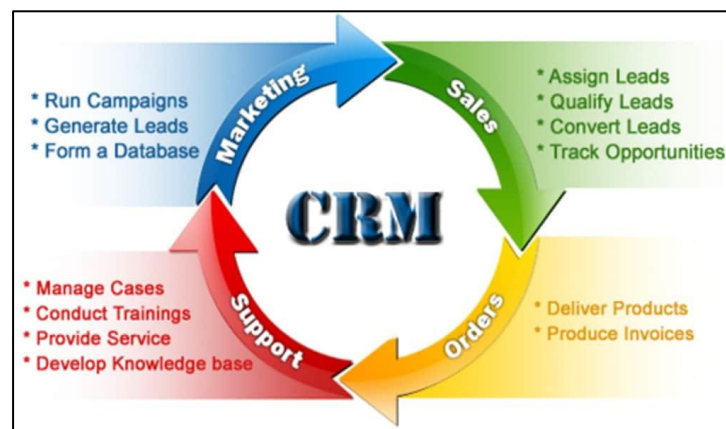 Marketing
* Run Campaigns
* Generate Leads
* Form a Database
Sales
* Assign Leads
* Qualify Leads
* Convert Leads
* Track Opportunities
CRM
Support
* Manage Cases
* Conduct Trainings
* Provide Service
* Develop Knowledge base
Orders
* Deliver Products
* Produce Invoices